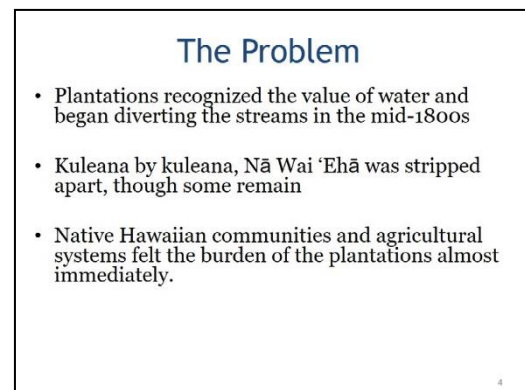 The Problem
• Plantations recognized the value of water and
began diverting the streams in the mid-1800s
• Kuleana by kuleana, Nā Wai ʻEhā was stripped
apart, though some remain
• Native Hawaiian communities and agricultural
systems felt the burden of the plantations almost
immediately.
4